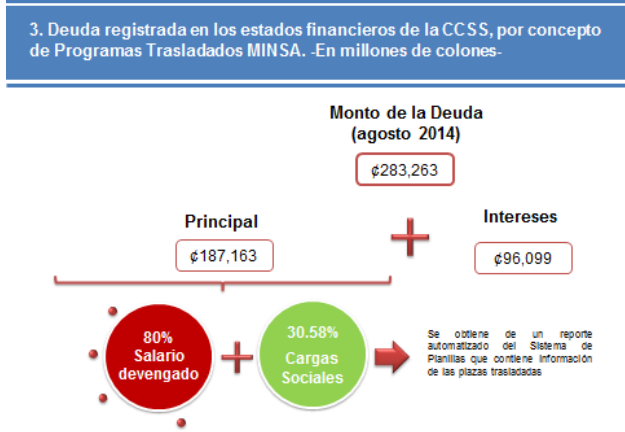 3. Deuda registrada en los estados financieros de la CCSS, por concepto
de Programas Trasladados MINSA. -En millones de colones-
Monto de la Deuda
(agosto 2014)
¢283,263
Principal
¢187,163
Intereses
¢96,099
80%
Salario
devengado
30.58%
Cargas
Sociales
Se obtiene de un reporte
automatizado del Sistema de
Planillas que contiene información
de las plazas trasladadas